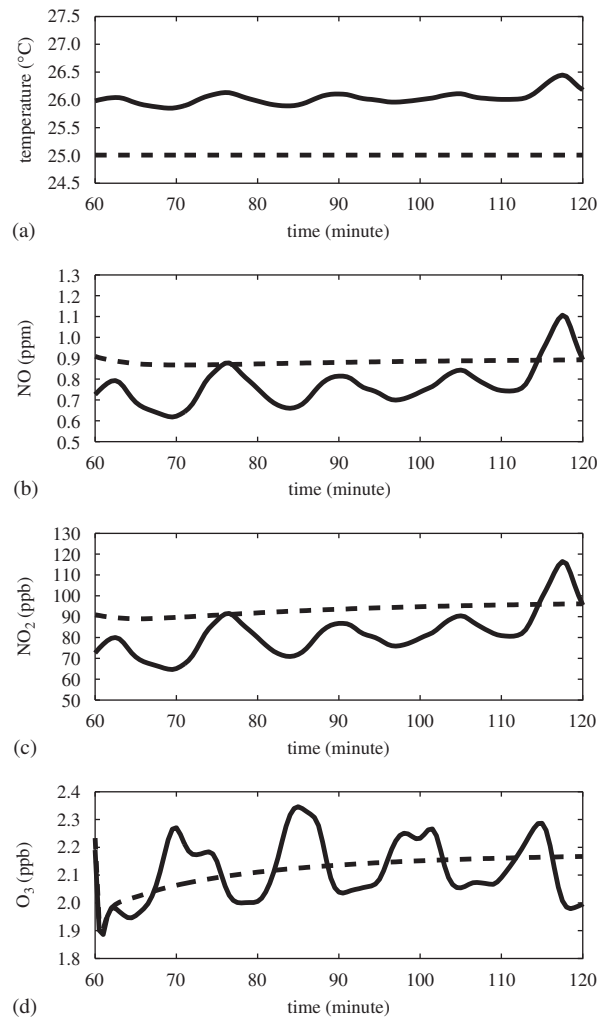 27.5
27.0
26.5
26.0
25.5
25.0
24.5
temperature (°C)
60 70 80 90 100 110 120
time (minute)
(a)
1.3
1.2
1.1
1.0
0.9
0.8
0.7
0.6
0.5
NO (ppm)
60 70 80 90 100 110 120
time (minute)
(b)
130
120
110
100
90
80
70
60
50
NO2 (ppb)
60 70 80 90 100 110 120
time (minute)
(c)
2.4
2.3
2.2
2.1
2.0
1.9
1.8
O3 (ppb)
60 70 80 90 100 110 120
time (minute)
(d)